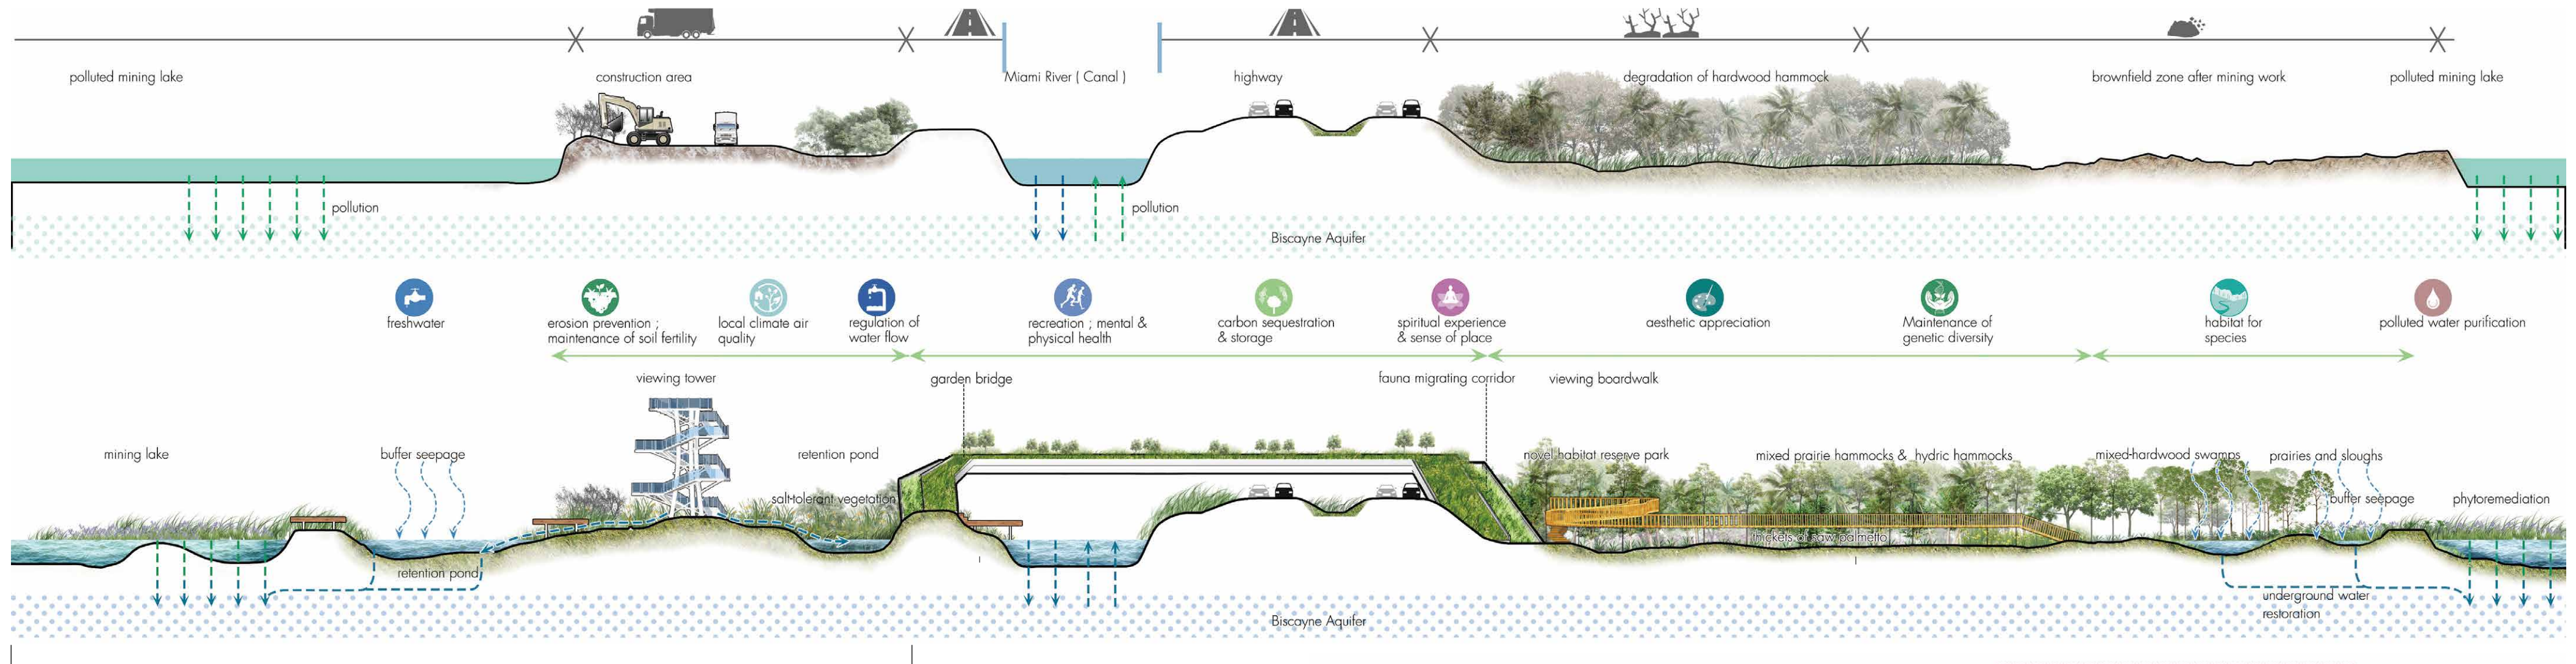 polluted mining lake
construction area
Miami River ( Canal )
highway
degradation of hardwood hammock
brownfield zone after mining work
polluted mining lake
pollution
pollution
Biscayne Aquifer
freshwater
erosion prevention ;
maintenance of soil fertility
local climate air
quality
regulation of
water flow
recreation ; mental &
physical health
carbon sequestration
& storage
spiritual experience
& sense of place
aesthetic appreciation
Maintenance of
genetic diversity
habitat for
species
polluted water purification
viewing tower
garden bridge
fauna migrating corridor
viewing boardwalk
mining lake
buffer seepage
retention pond
novel habitat reserve park
mixed prairie hammocks & hydric hammocks
mixed-hardwood swamps
prairies and sloughs
salt-tolerant vegetation
buffer seepage
phytoremediation
thickets of saw palmetto
retention pond
underground water
restoration
Biscayne Aquifer